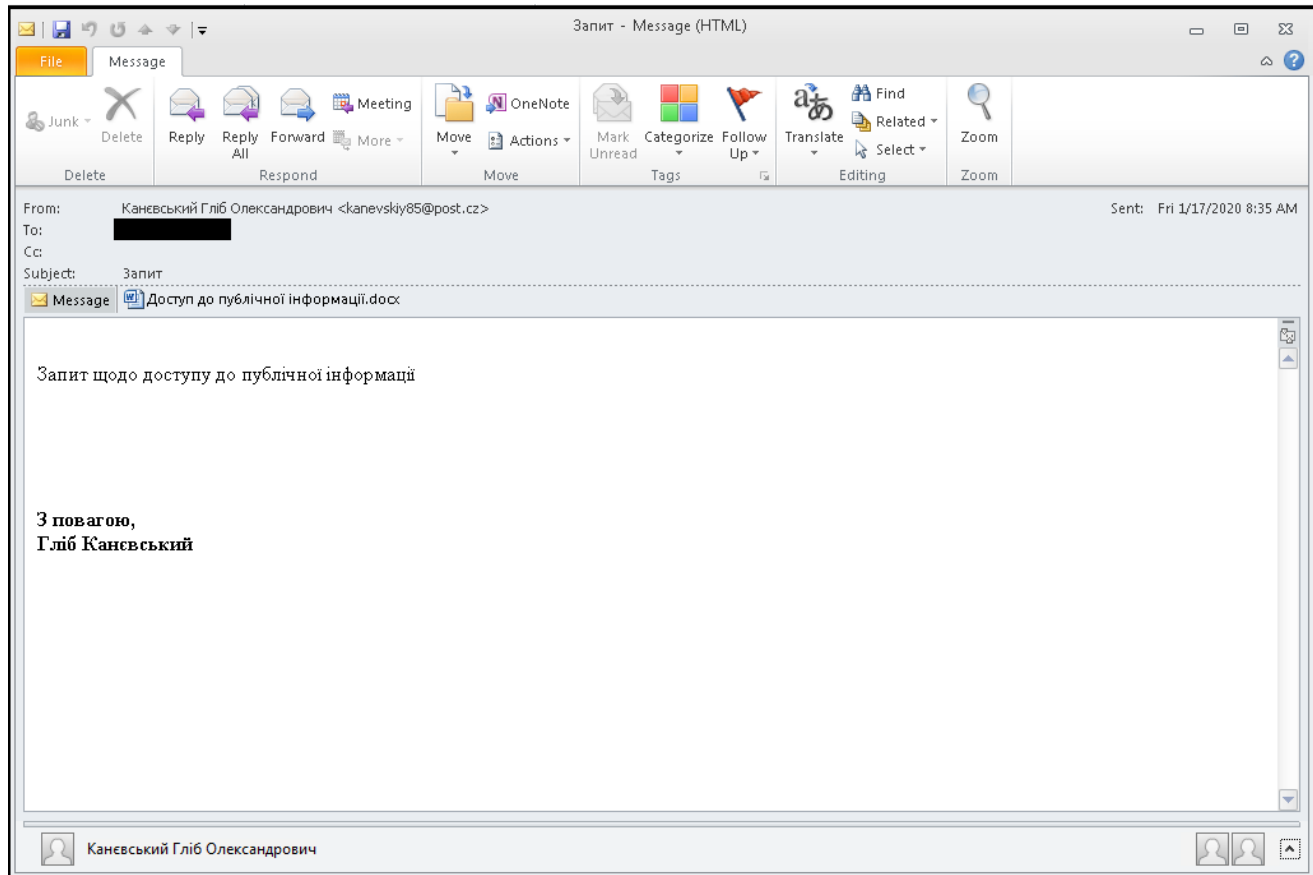 Запит - Message (HTML)
File Message
Junk
Delete
Reply
Reply All
Forward
Meeting
More
Move
OneNote
Actions
Mark Unread
Categorize
Follow Up
Translate
Find
Related
Select
Zoom
Delete Respond Move Tags Editing Zoom
From: Канєвський Гліб Олександрович <kanevskiy85@post.cz> Sent: Fri 1/17/2020 8:35 AM
To:
Cc:
Subject: Запит
Message Доступ до публічної інформації.docx
Запит щодо доступу до публічної інформації
З повагою,
Гліб Канєвський
Канєвський Гліб Олександрович